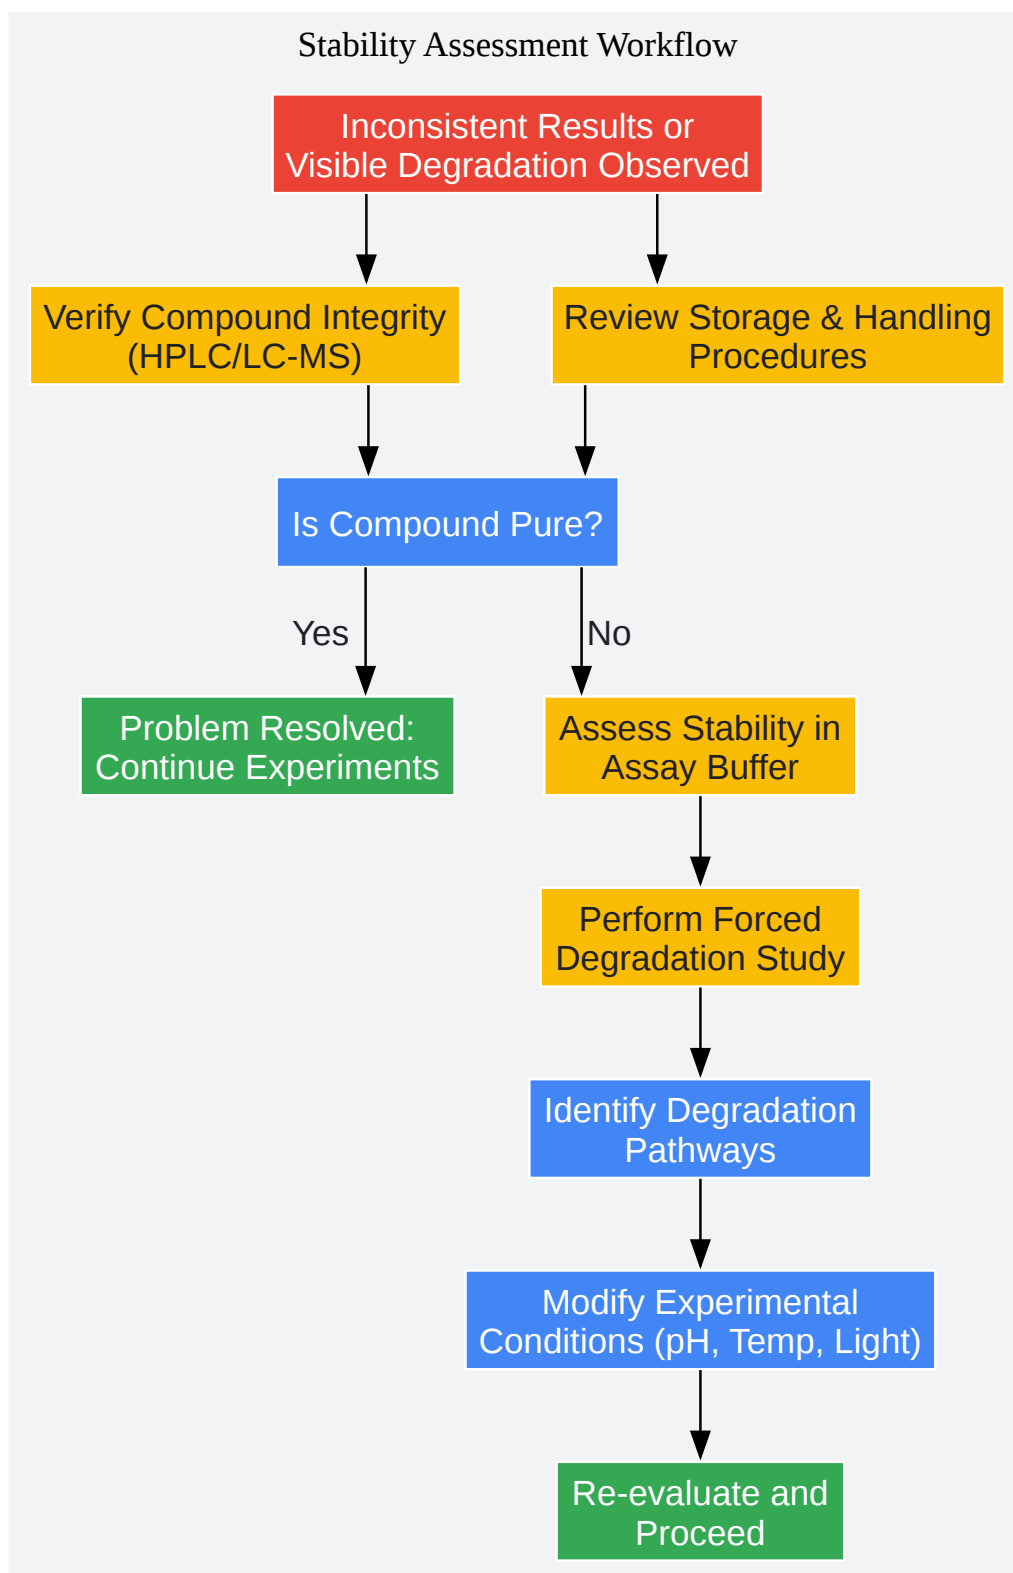 Stability Assessment Workflow
Inconsistent Results or
Visible Degradation Observed
Verify Compound Integrity
(HPLC/LC-MS)
Review Storage & Handling
Procedures
Is Compound Pure?
Yes
No
Problem Resolved:
Continue Experiments
Assess Stability in
Assay Buffer
Perform Forced
Degradation Study
Identify Degradation
Pathways
Modify Experimental
Conditions (pH, Temp, Light)
Re-evaluate and
Proceed